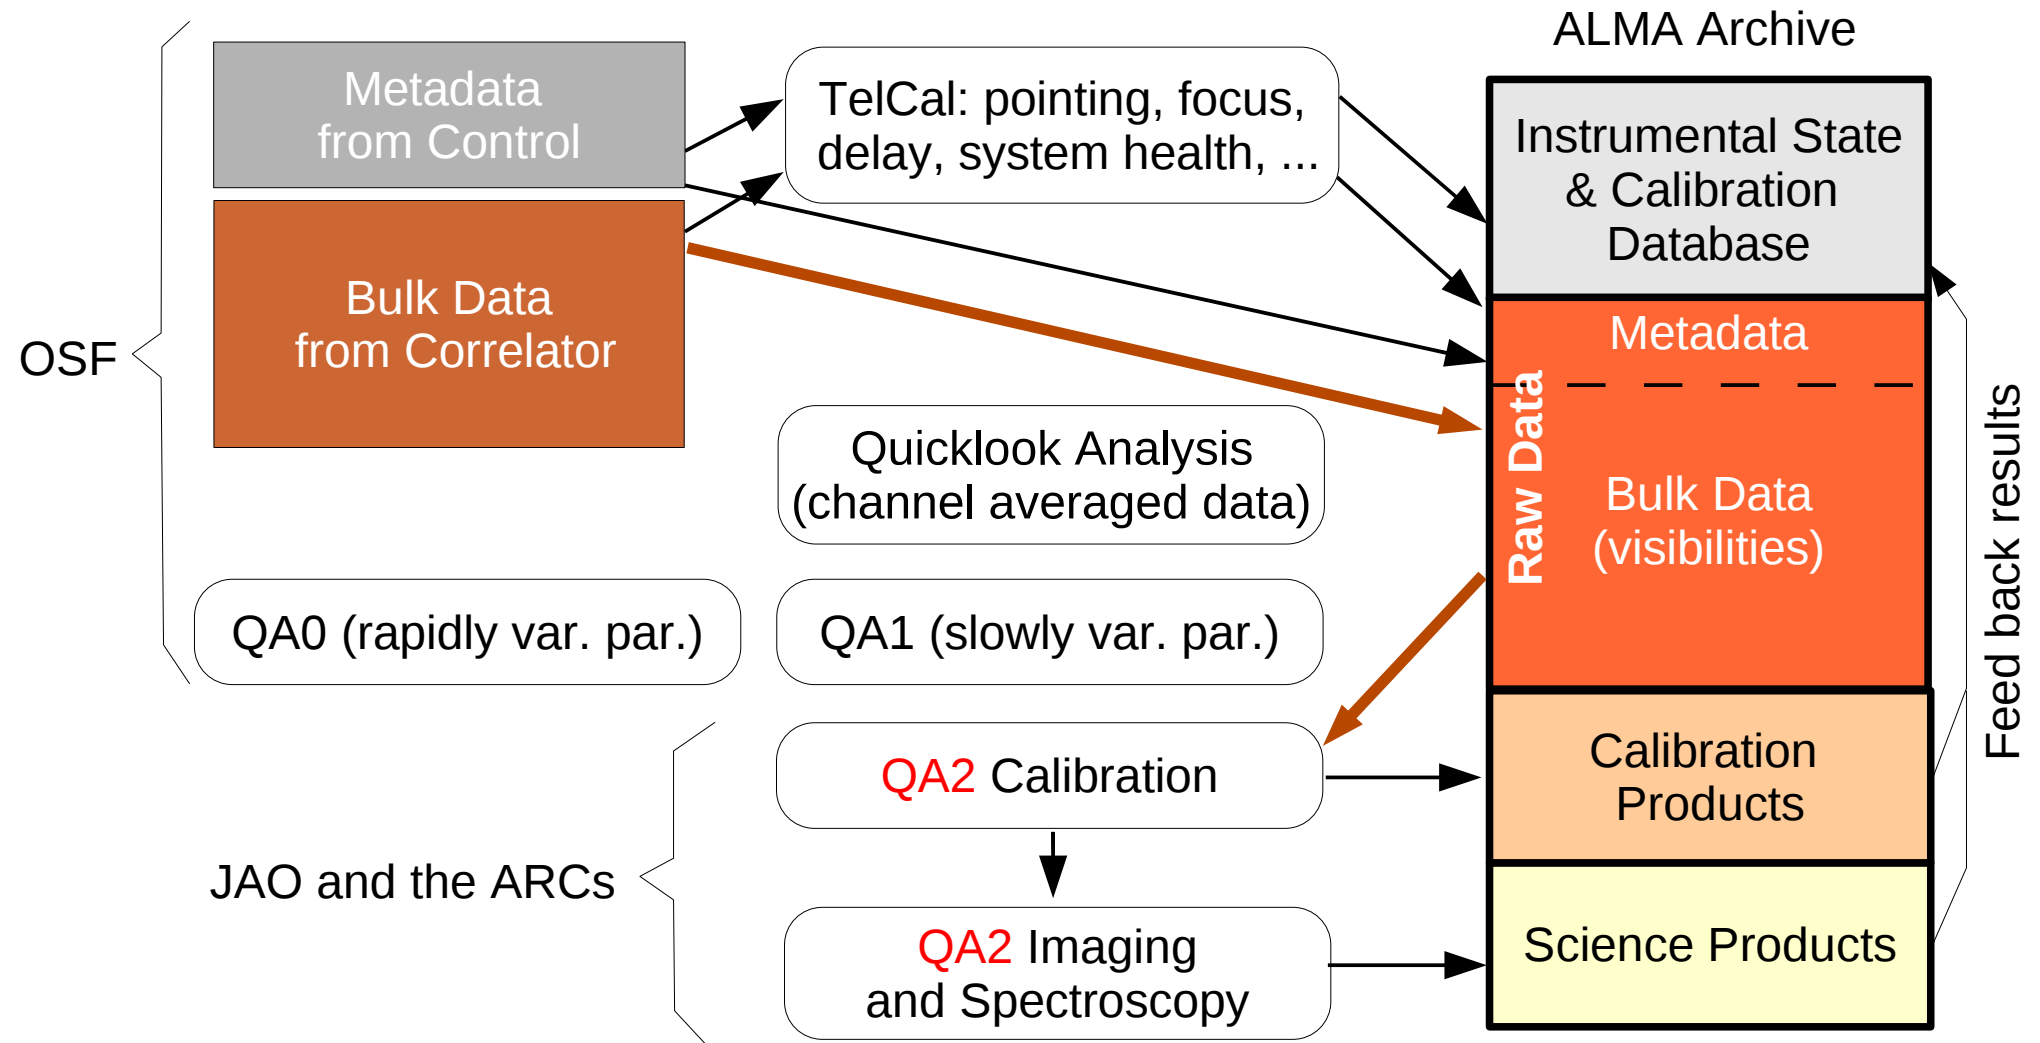 ALMA Archive
Metadata
from Control
TelCal: pointing, focus,
delay, system health, ...
Instrumental State
& Calibration
Database
Bulk Data
from Correlator
OSF
Metadata
Raw Data
Bulk Data
(visibilities)
Quicklook Analysis
(channel averaged data)
QA0 (rapidly var. par.)
QA1 (slowly var. par.)
Feed back results
QA2 Calibration
Calibration
Products
JAO and the ARCs
QA2 Imaging
and Spectroscopy
Science Products